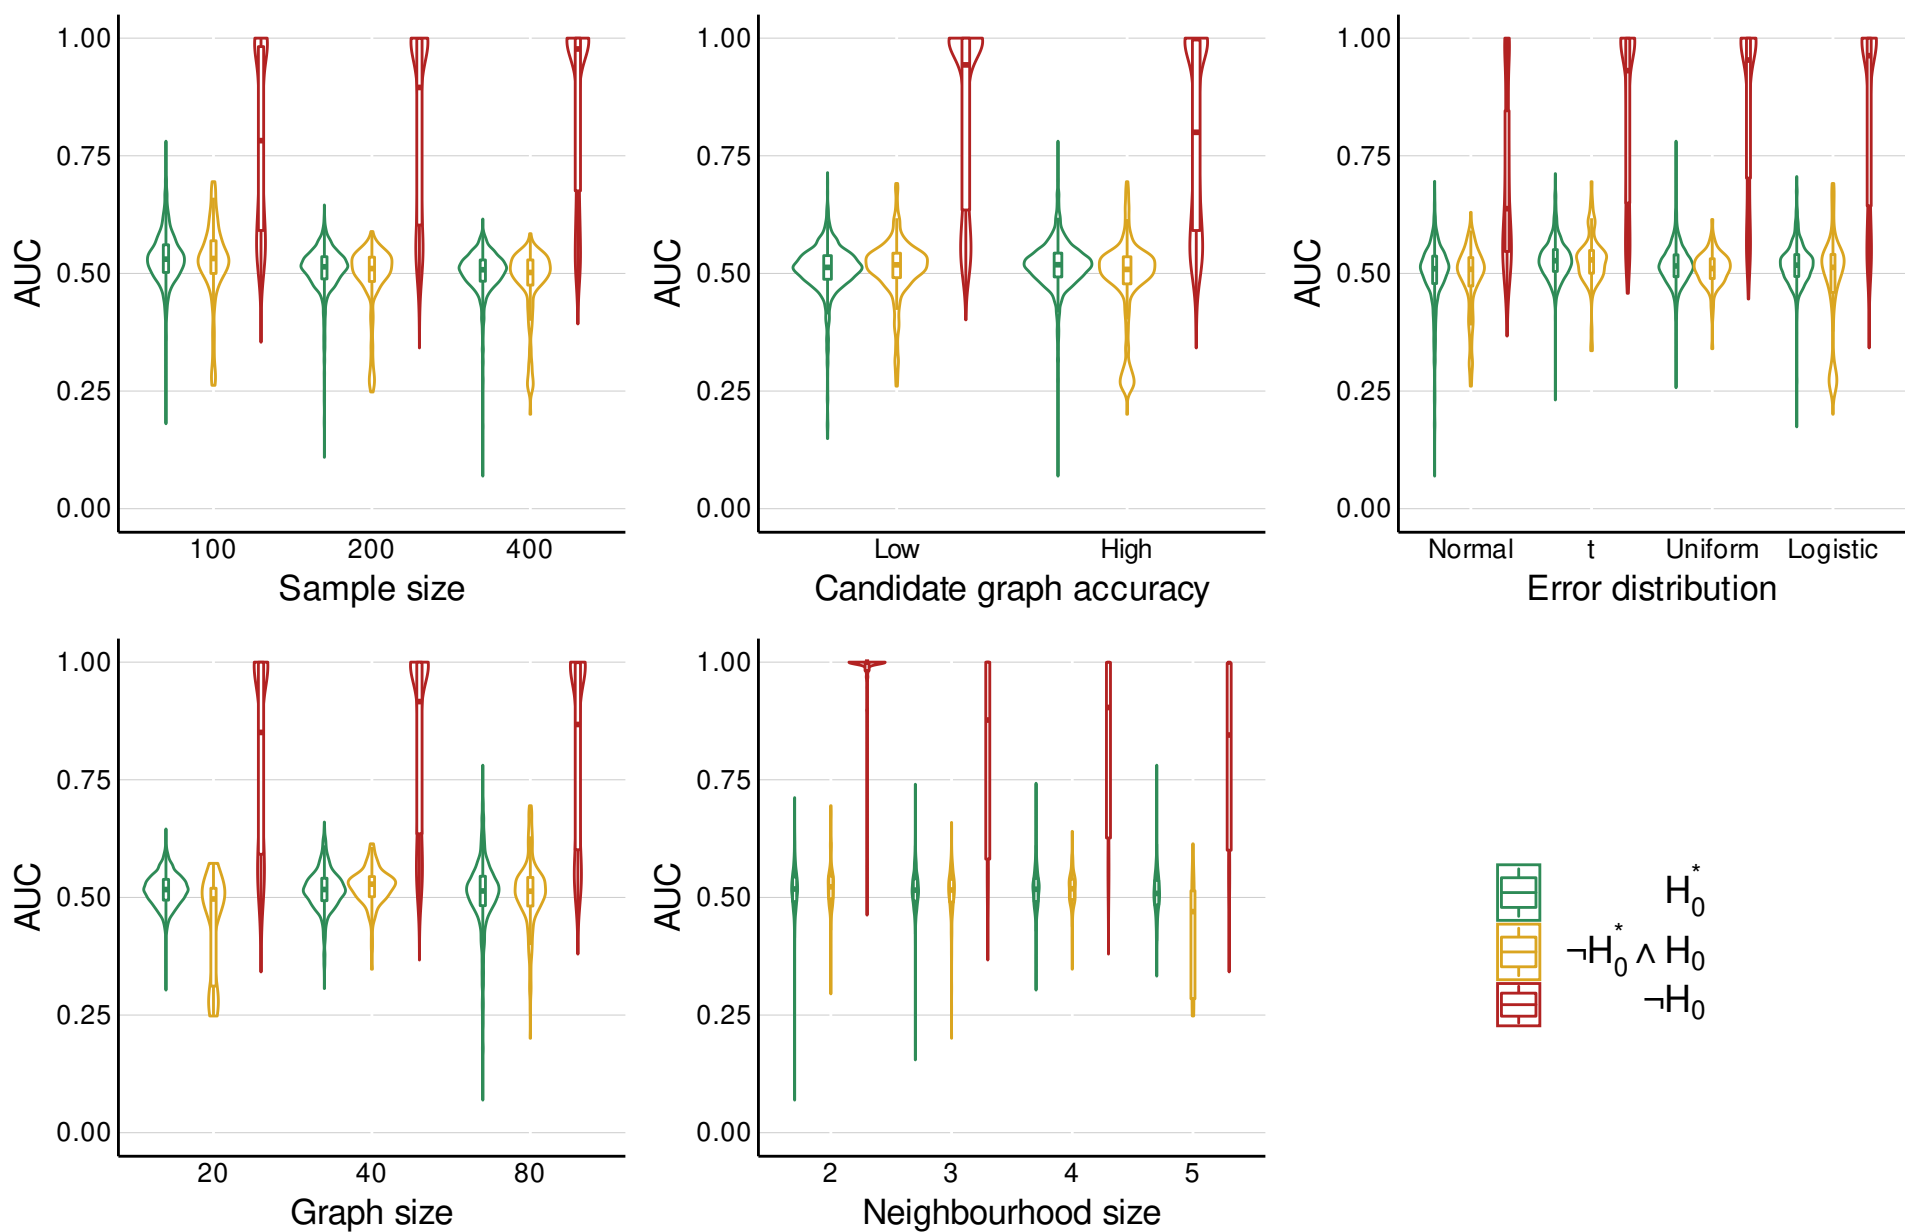 1.00
0.75
0.50
0.25
0.00
AUC
100 200 400
Sample size
1.00
0.75
0.50
0.25
0.00
AUC
Low High
Candidate graph accuracy
1.00
0.75
0.50
0.25
0.00
AUC
Normal t Uniform Logistic
Error distribution
1.00
0.75
0.50
0.25
0.00
AUC
20 40 80
Graph size
1.00
0.75
0.50
0.25
0.00
AUC
2 3 4 5
Neighbourhood size
H₀*
¬H₀* ∧ H₀
¬H₀